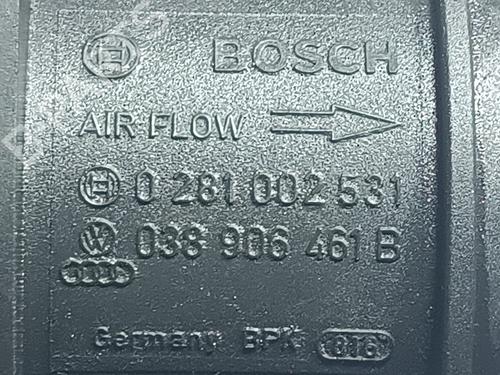 BOSCH
AIR FLOW
0 281 002 531
038 906 461 B
Germany BPK